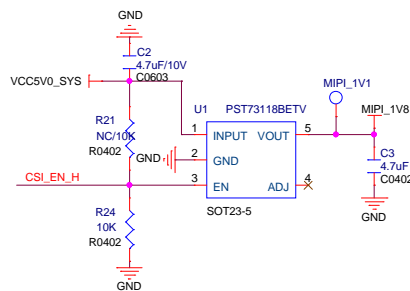 GND
C2
4.7uF/10V
C0603
VCC5V0_SYS
U1
PST73118BETV
MIPI_1V1
MIPI_1V8
R21
NC/10K
R0402
1
INPUT
VOUT
5
GND
2
GND
C3
4.7uF
C0402
CSI_EN_H
3
EN
ADJ
4
SOT23-5
GND
R24
10K
R0402
GND